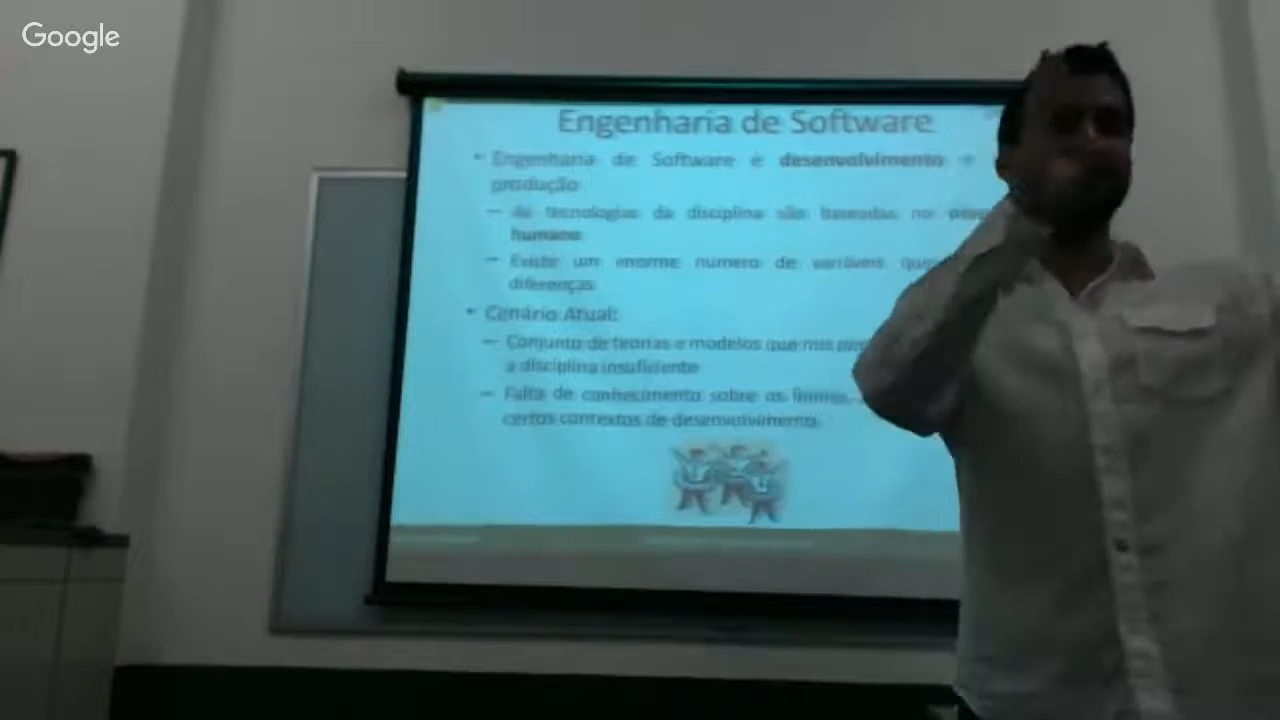 Google
Engenharia de Software
• Engenharia de Software é desenvolvimento
produção
– As tecnologias da disciplina são baseadas no
humano
– Existe um enorme numero de variáveis que
diferenças
• Cenário Atual:
– Conjunto de teorias e modelos que
a disciplina insuficiente
– Falta de conhecimento sobre os
certos contextos de desenvolvimento.